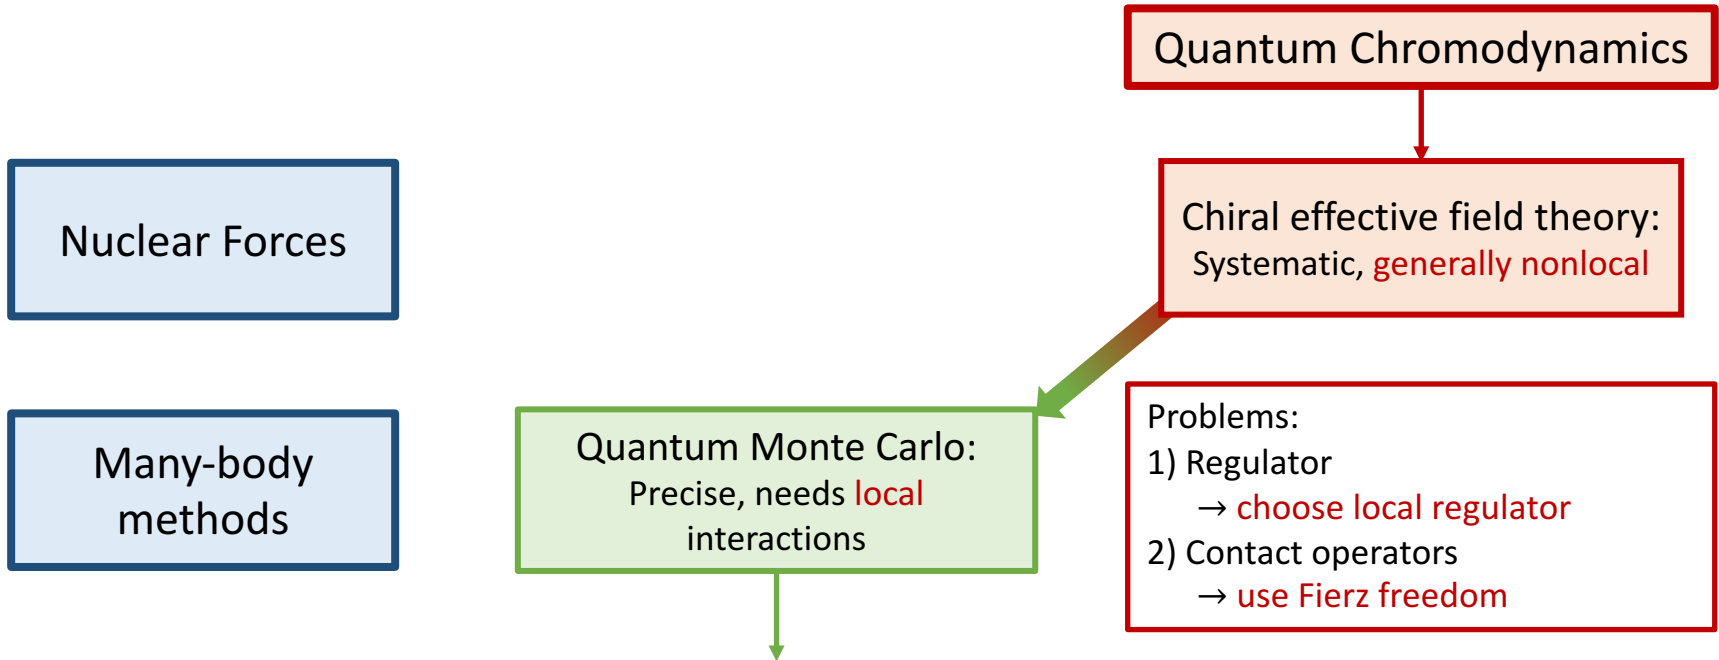 Quantum Chromodynamics
Nuclear Forces
Chiral effective field theory:
Systematic, generally nonlocal
Many-body
methods
Quantum Monte Carlo:
Precise, needs local
interactions
Problems:
1) Regulator
→ choose local regulator
2) Contact operators
→ use Fierz freedom